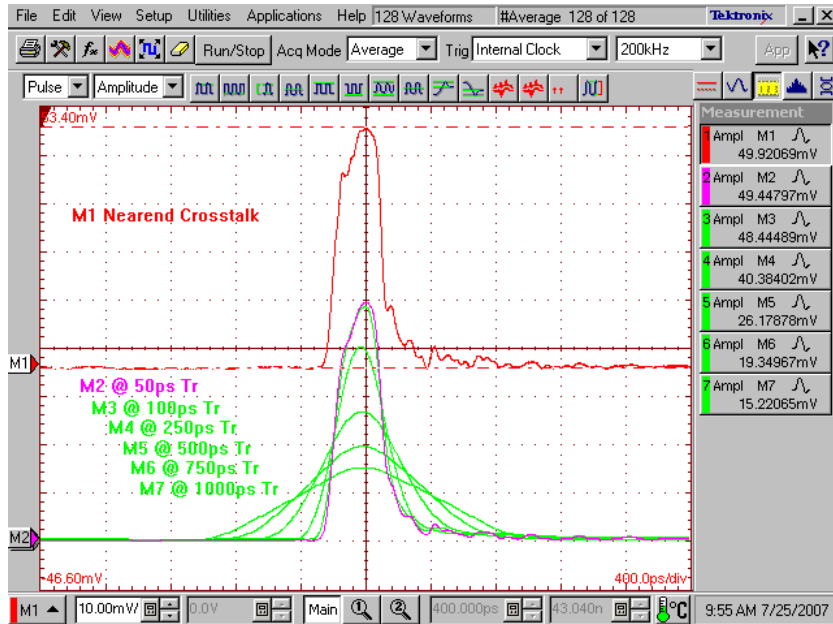 File Edit View Setup Utilities Applications Help 128 Waveforms #Average 128 of 128 Tektronix
Run/Stop Acq Mode Average Trig Internal Clock 200kHz App
Pulse Amplitude
53.40mV
Measurement
1 Ampl M1
49.92069mV
2 Ampl M2
49.44797mV
3 Ampl M3
48.44489mV
4 Ampl M4
40.38402mV
5 Ampl M5
26.17878mV
6 Ampl M6
19.34967mV
7 Ampl M7
15.22065mV
M1 Nearend Crosstalk
M1
M2 @ 50ps Tr
M3 @ 100ps Tr
M4 @ 250ps Tr
M5 @ 500ps Tr
M6 @ 750ps Tr
M7 @ 1000ps Tr
M2
-46.60mV
400.0ps/div
M1 10.00mV/ 0.0V Main 1 2 400.000ps 43.040n °C 9:55 AM 7/25/2007